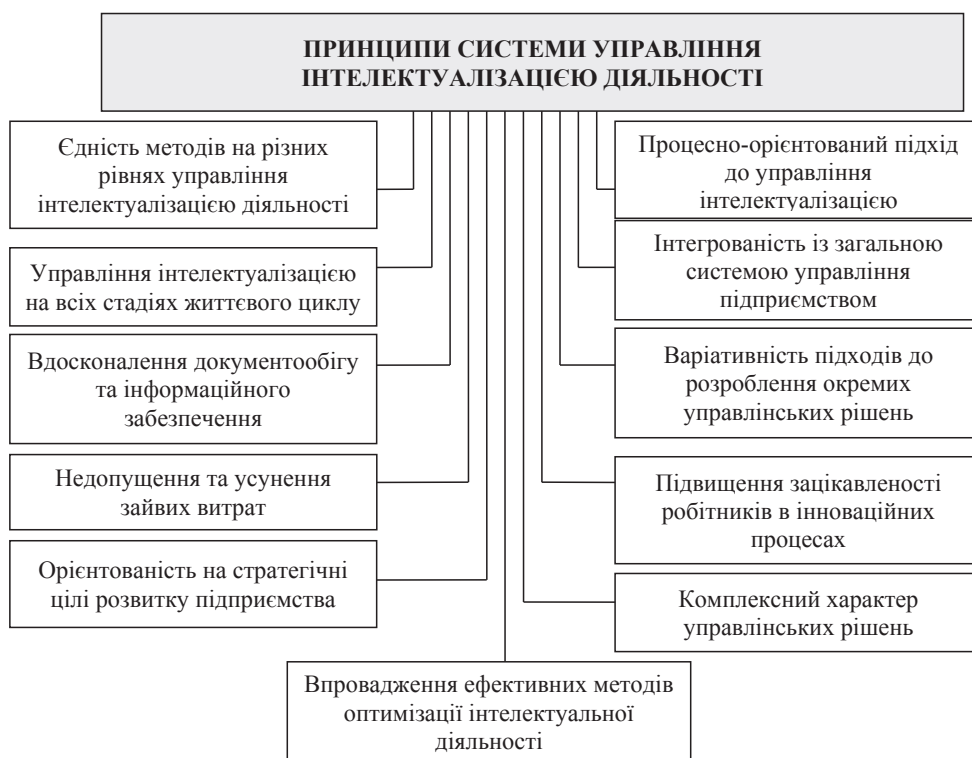 ПРИНЦИПИ СИСТЕМИ УПРАВЛІННЯ
ІНТЕЛЕКТУАЛІЗАЦІЄЮ ДІЯЛЬНОСТІ
Єдність методів на різних
рівнях управління
інтелектуалізацією діяльності
Управління інтелектуалізацією
на всіх стадіях життєвого циклу
Вдосконалення документообігу
та інформаційного
забезпечення
Недопущення та усунення
зайвих витрат
Орієнтованість на стратегічні
цілі розвитку підприємства
Процесно-орієнтований підхід
до управління
інтелектуалізацією
Інтегрованість із загальною
системою управління
підприємством
Варіативність підходів до
розроблення окремих
управлінських рішень
Підвищення зацікавленості
робітників в інноваційних
процесах
Комплексний характер
управлінських рішень
Впровадження ефективних методів
оптимізації інтелектуальної
діяльності